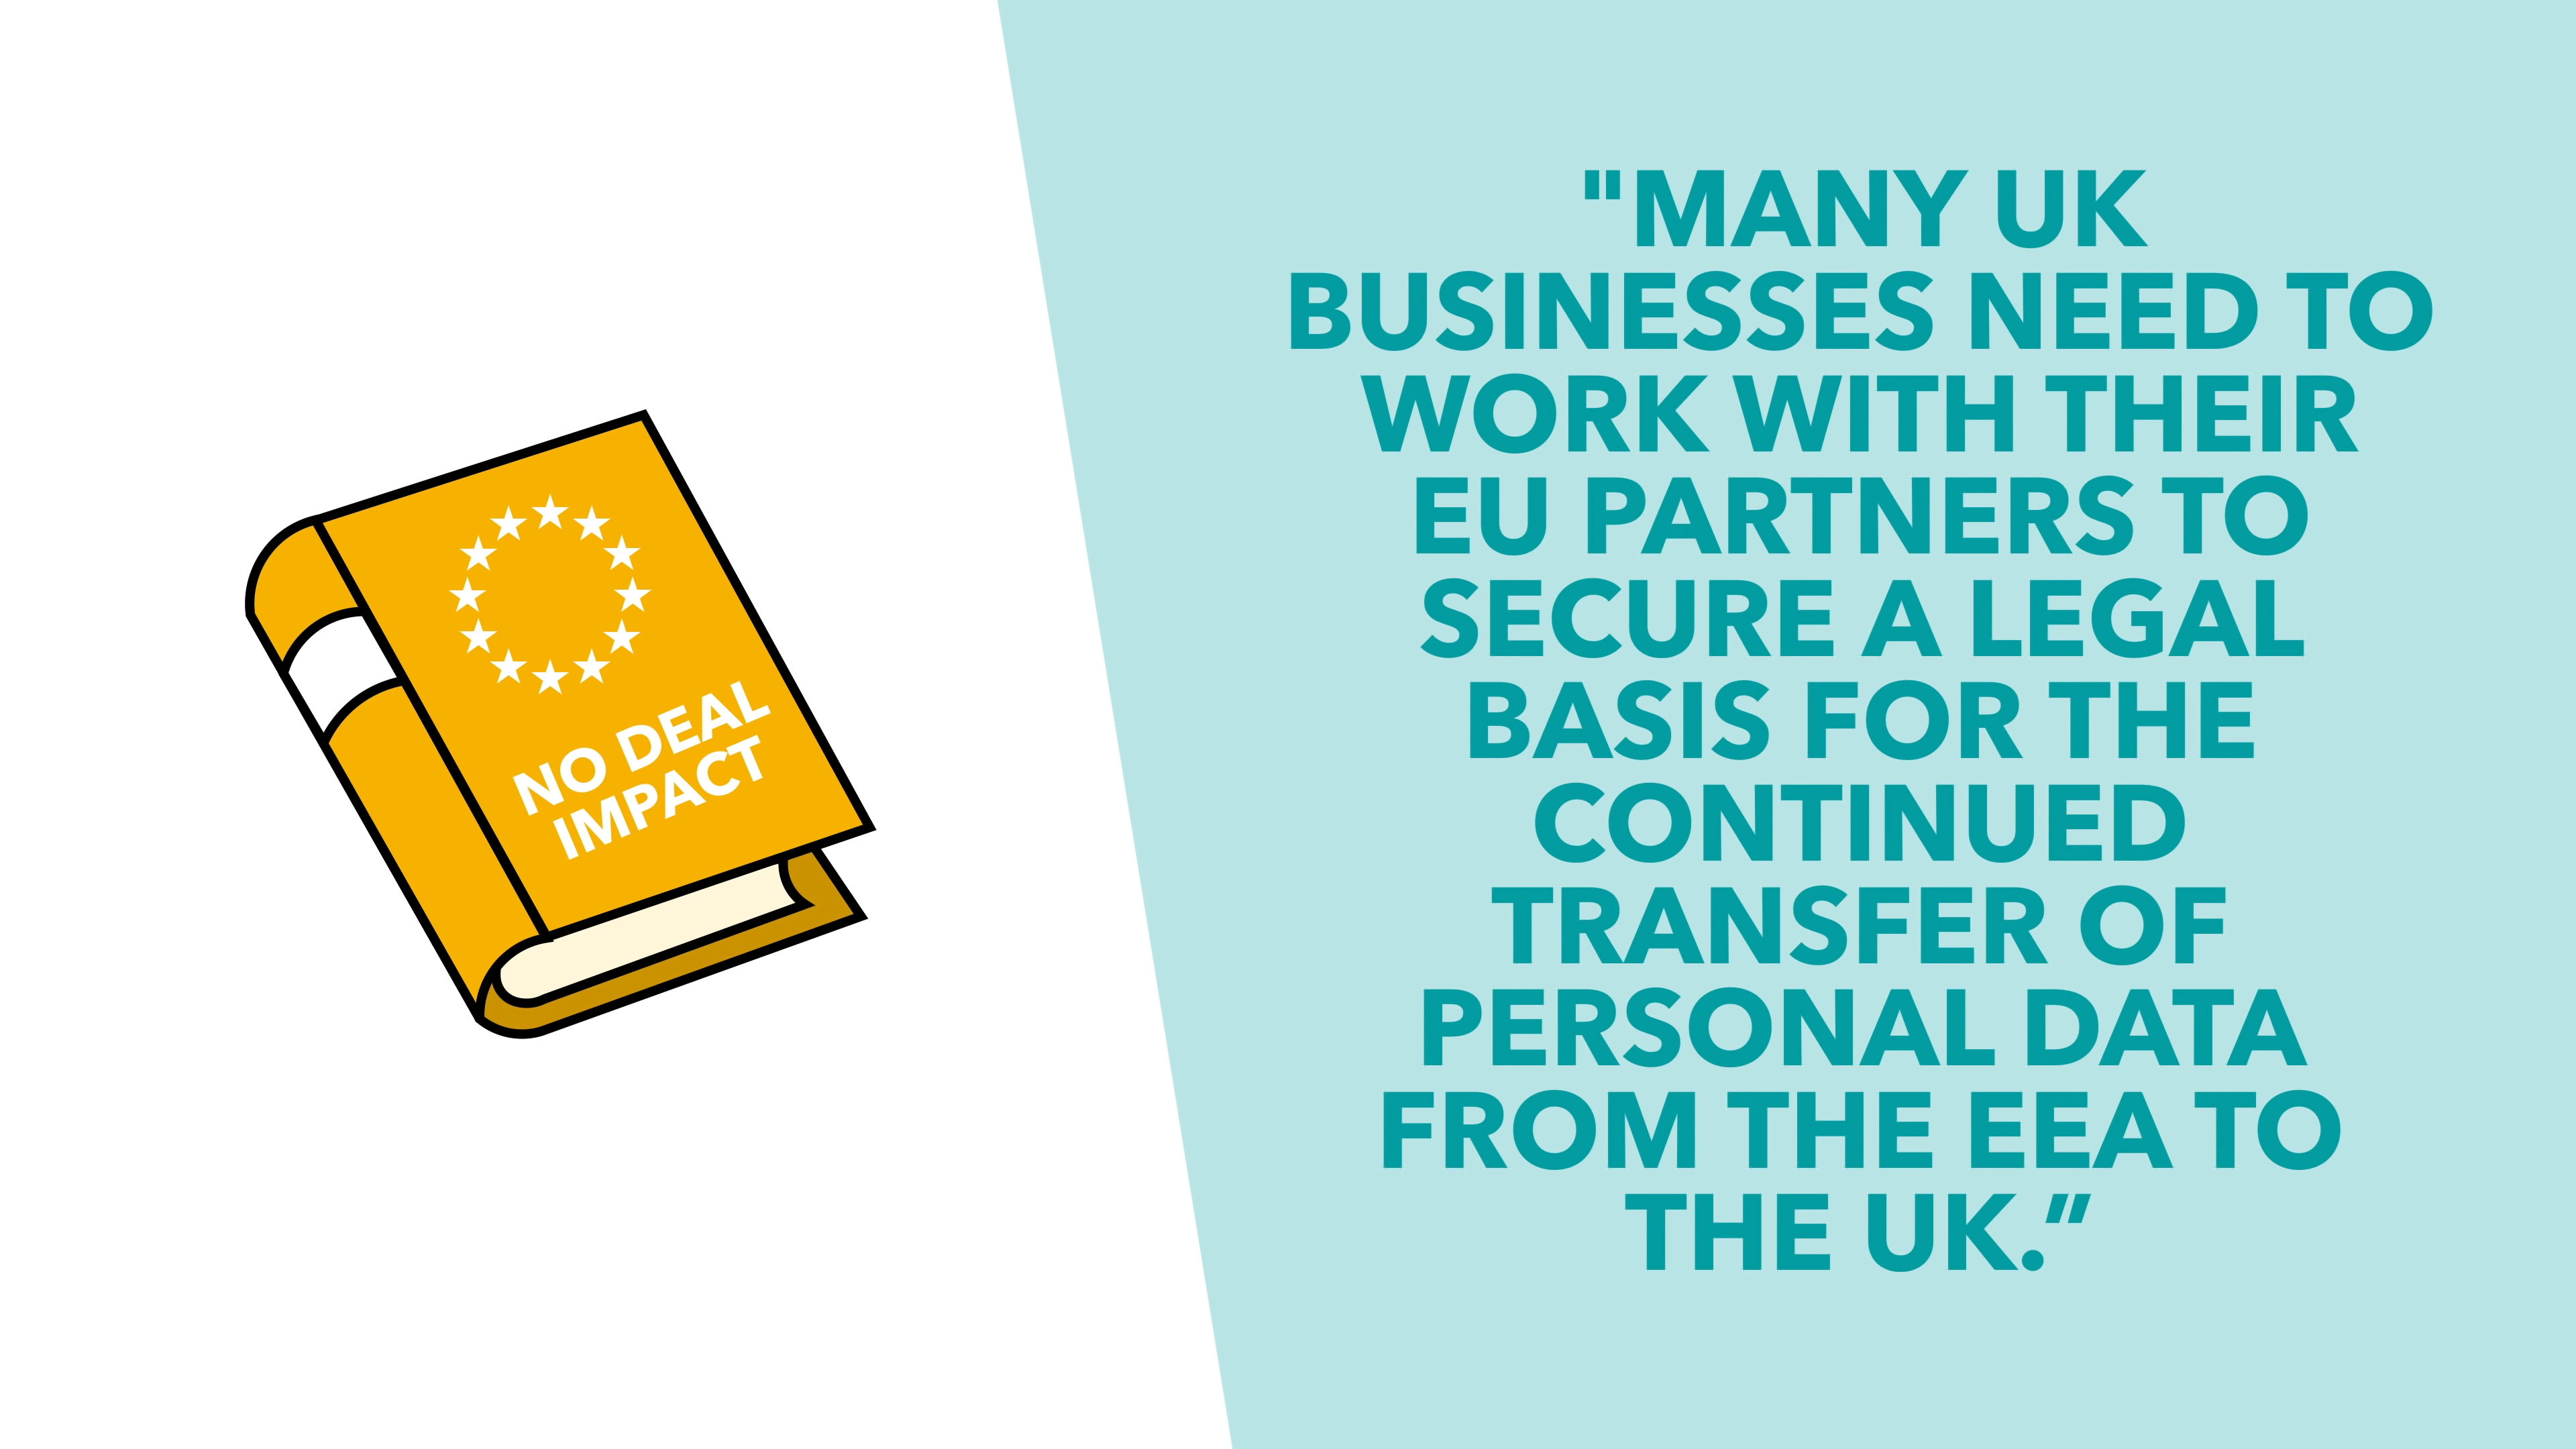 NO DEAL
IMPACT
"MANY UK
BUSINESSES NEED TO
WORK WITH THEIR
EU PARTNERS TO
SECURE A LEGAL
BASIS FOR THE
CONTINUED
TRANSFER OF
PERSONAL DATA
FROM THE EEA TO
THE UK.”